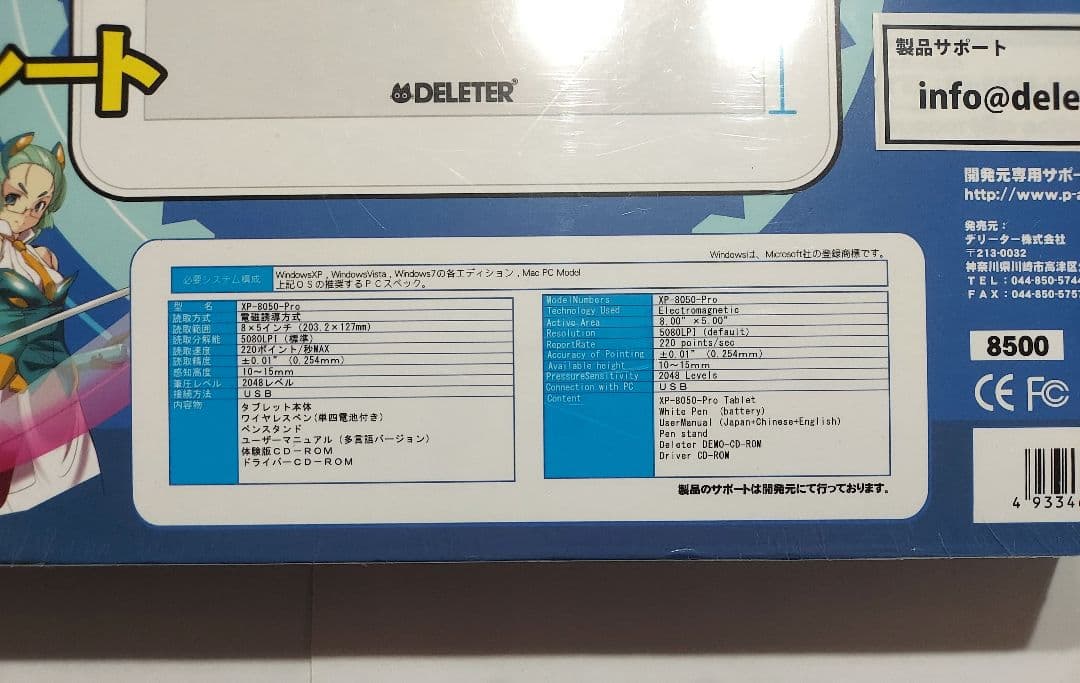 ート
DELETER
製品サポート
info@dele
開発元専用サポー
http://www.p-a
発売元:
デリーター株式会社
〒213-0032
神奈川県川崎市高津区
TEL:044-850-5744
FAX:044-850-5757
8500
CE FC
4 9334
Windowsは、Microsoft社の登録商標です。
必要システム構成 WindowsXP , WindowsVista , Windows7の各エディション , Mac PC Model
上記OSの推奨するPCスペック。
型 名 XP-8050-Pro
読取方式 電磁誘導方式
読取範囲 8×5インチ (203.2×127mm)
読取分解能 5080LPI (標準)
読取速度 220ポイント/秒MAX
読取精度 ±0.01" (0.254mm)
感知高度 10~15mm
筆圧レベル 2048レベル
接続方法 USB
内容物 タブレット本体
ワイヤレスペン(単四電池付き)
ペンスタンド
ユーザーマニュアル(多言語バージョン)
体験版CD-ROM
ドライバーCD-ROM
ModelNumbers XP-8050-Pro
Technology Used Electromagnetic
Active Area 8.00" ×5.00"
Resolution 5080LPI (default)
ReportRate 220 points/sec
Accuracy of Pointing ±0.01" (0.254mm)
Available height 10~15mm
PressureSensitivity 2048 Levels
Connection with PC USB
Content XP-8050-Pro Tablet
White Pen (battery)
UserManual (Japan+Chinese+English)
Pen stand
Deleter DEMO-CD-ROM
Driver CD-ROM
製品のサポートは開発元にて行っております。